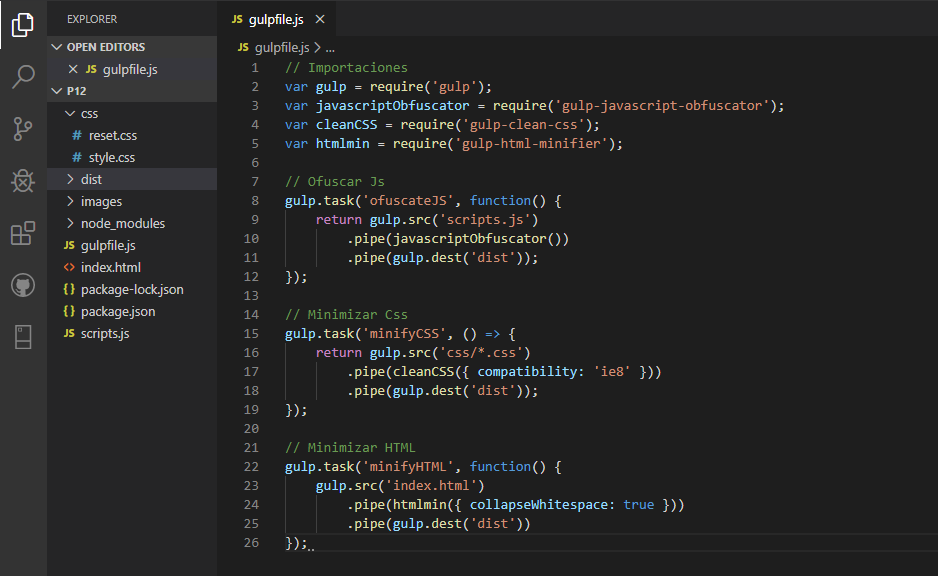 EXPLORER
OPEN EDITORS
JS gulpfile.js
P12
css
# reset.css
# style.css
dist
images
node_modules
JS gulpfile.js
<> index.html
{} package-lock.json
{} package.json
JS scripts.js
JS gulpfile.js
JS gulpfile.js > ...
1 // Importaciones
2 var gulp = require('gulp');
3 var javascriptObfuscator = require('gulp-javascript-obfuscator');
4 var cleanCSS = require('gulp-clean-css');
5 var htmlmin = require('gulp-html-minifier');
6
7 // Ofuscar Js
8 gulp.task('ofuscateJS', function() {
9     return gulp.src('scripts.js')
10         .pipe(javascriptObfuscator())
11         .pipe(gulp.dest('dist'));
12 });
13
14 // Minimizar Css
15 gulp.task('minifyCSS', () => {
16     return gulp.src('css/*.css')
17         .pipe(cleanCSS({ compatibility: 'ie8' }))
18         .pipe(gulp.dest('dist'));
19 });
20
21 // Minimizar HTML
22 gulp.task('minifyHTML', function() {
23     gulp.src('index.html')
24         .pipe(htmlmin({ collapseWhitespace: true }))
25         .pipe(gulp.dest('dist'))
26 });